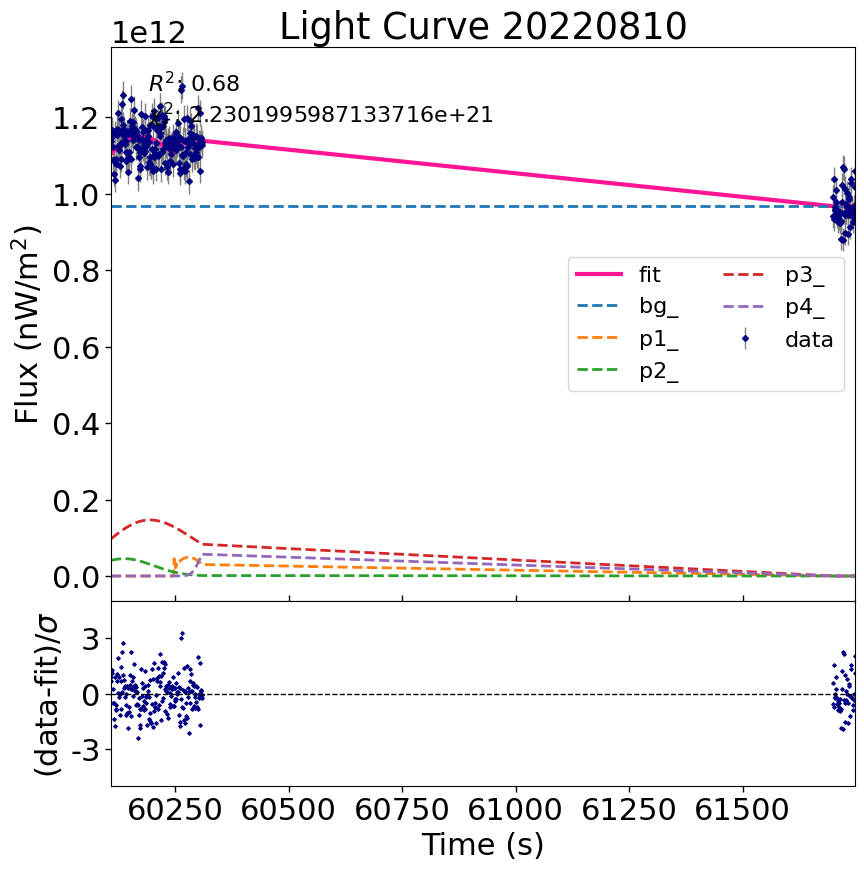 Light Curve 20220810
1e12
R²: 0.68
2.2301995987133716e+21
1.2
1.0
0.8
0.6
0.4
0.2
0.0
Flux (nW/m²)
fit
bg_
p1_
p2_
p3_
p4_
data
3
0
-3
(data-fit)/σ
60250 60500 60750 61000 61250 61500
Time (s)